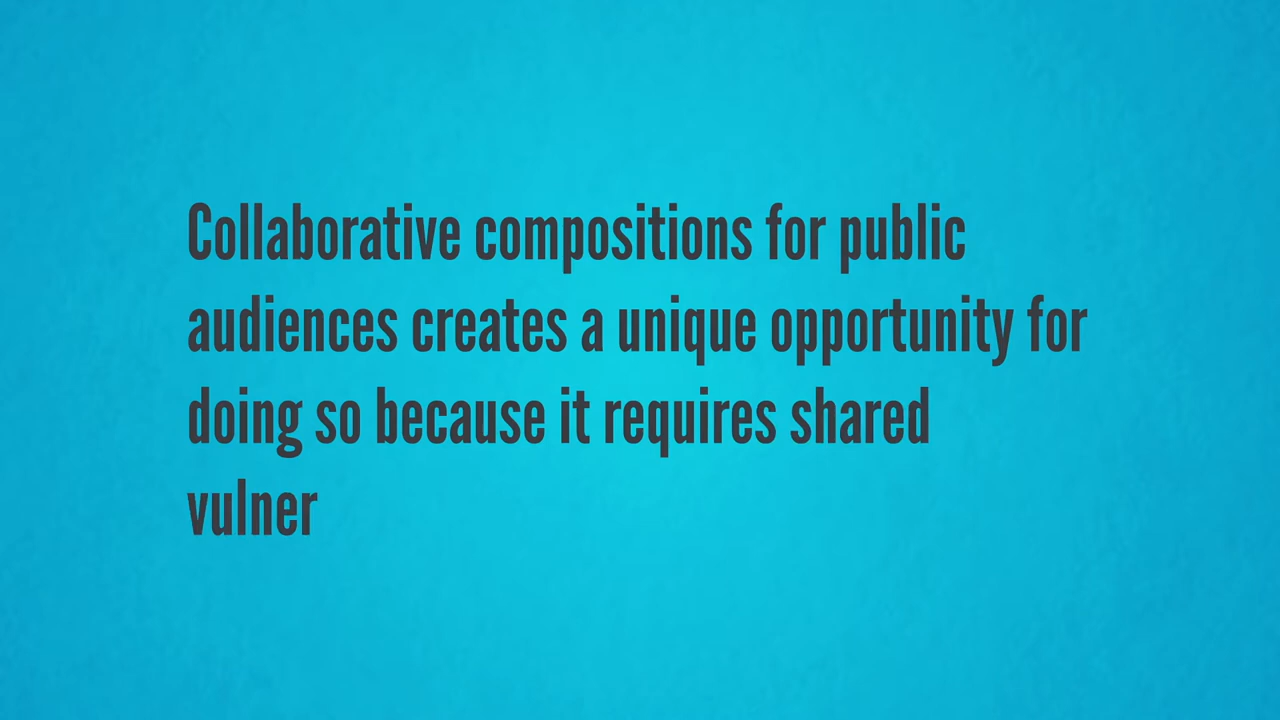 Collaborative compositions for public
audiences creates a unique opportunity for
doing so because it requires shared
vulner